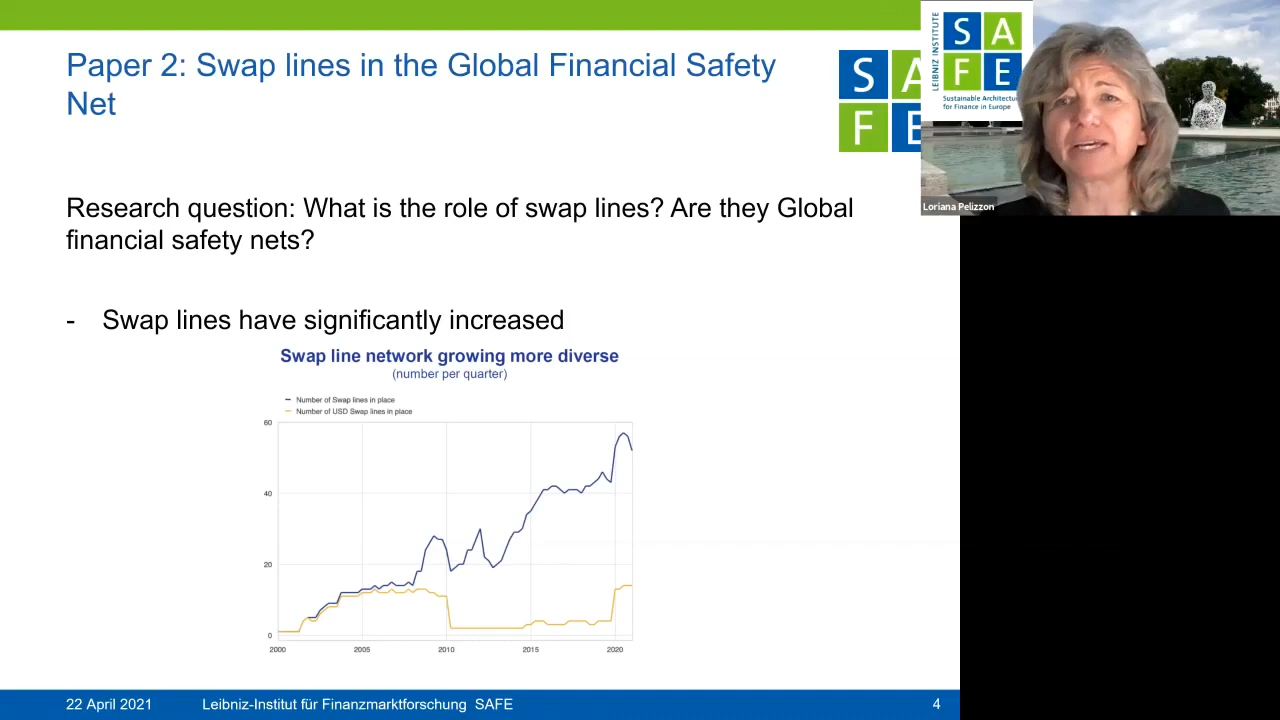 Paper 2: Swap lines in the Global Financial Safety
Net
S A
F E
LEIBNIZ INSTITUTE
S A
F E
Sustainable Architectur
for Finance in Europe
Loriana Pelizzon
Research question: What is the role of swap lines? Are they Global
financial safety nets?
- Swap lines have significantly increased
Swap line network growing more diverse
(number per quarter)
Number of Swap lines in place
Number of USD Swap lines in place
60
40
20
0
2000 2005 2010 2015 2020
22 April 2021 Leibniz-Institut für Finanzmarktforschung SAFE 4